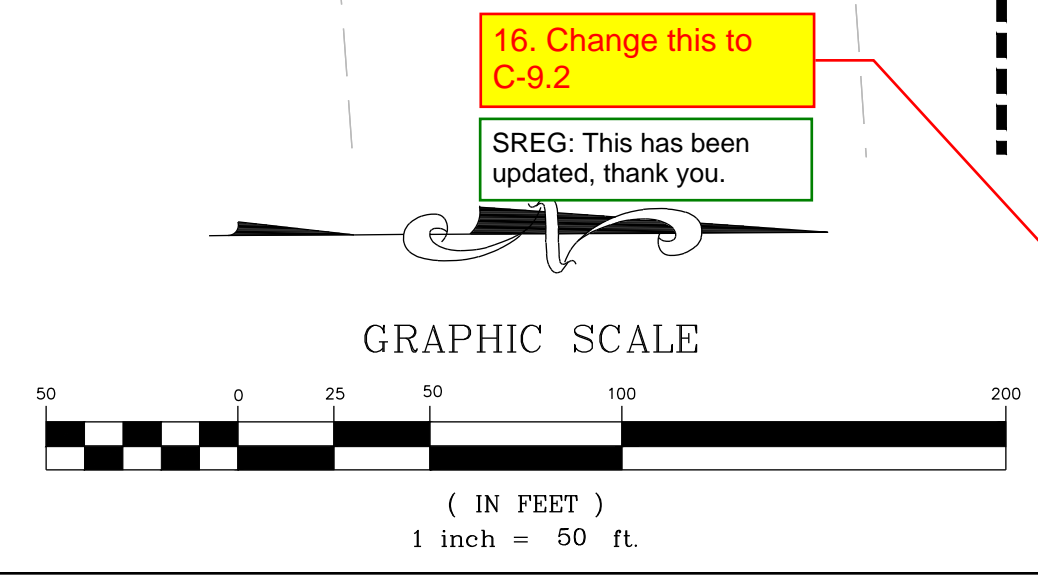 16. Change this to
C-9.2
SREG: This has been
updated, thank you.
N
GRAPHIC SCALE
50 0 25 50 100 200
( IN FEET )
1 inch = 50 ft.